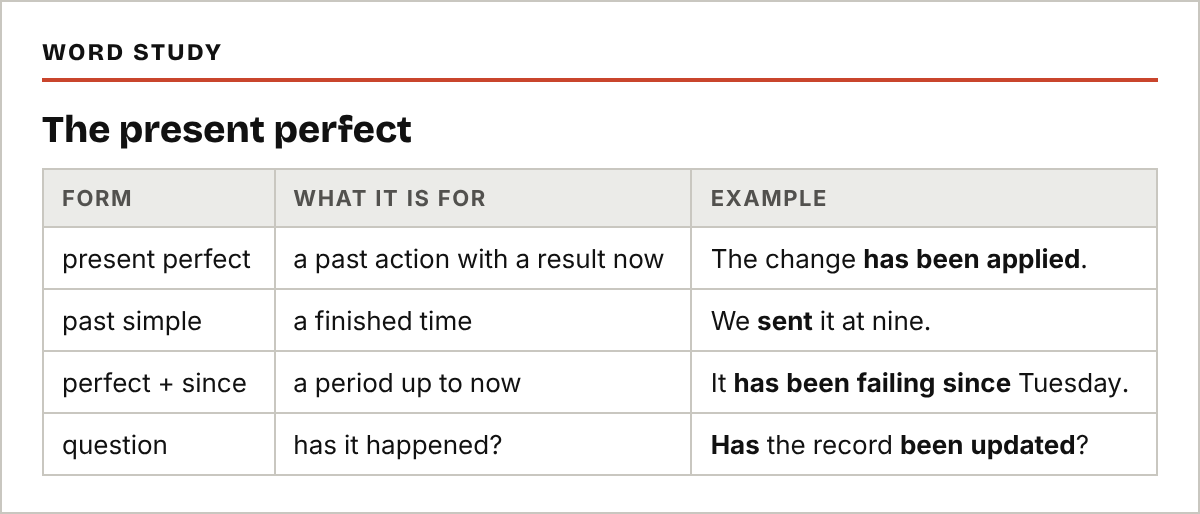 WORD STUDY
The present perfect
FORM WHAT IT IS FOR EXAMPLE
present perfect a past action with a result now The change has been applied.
past simple a finished time We sent it at nine.
perfect + since a period up to now It has been failing since Tuesday.
question has it happened? Has the record been updated?